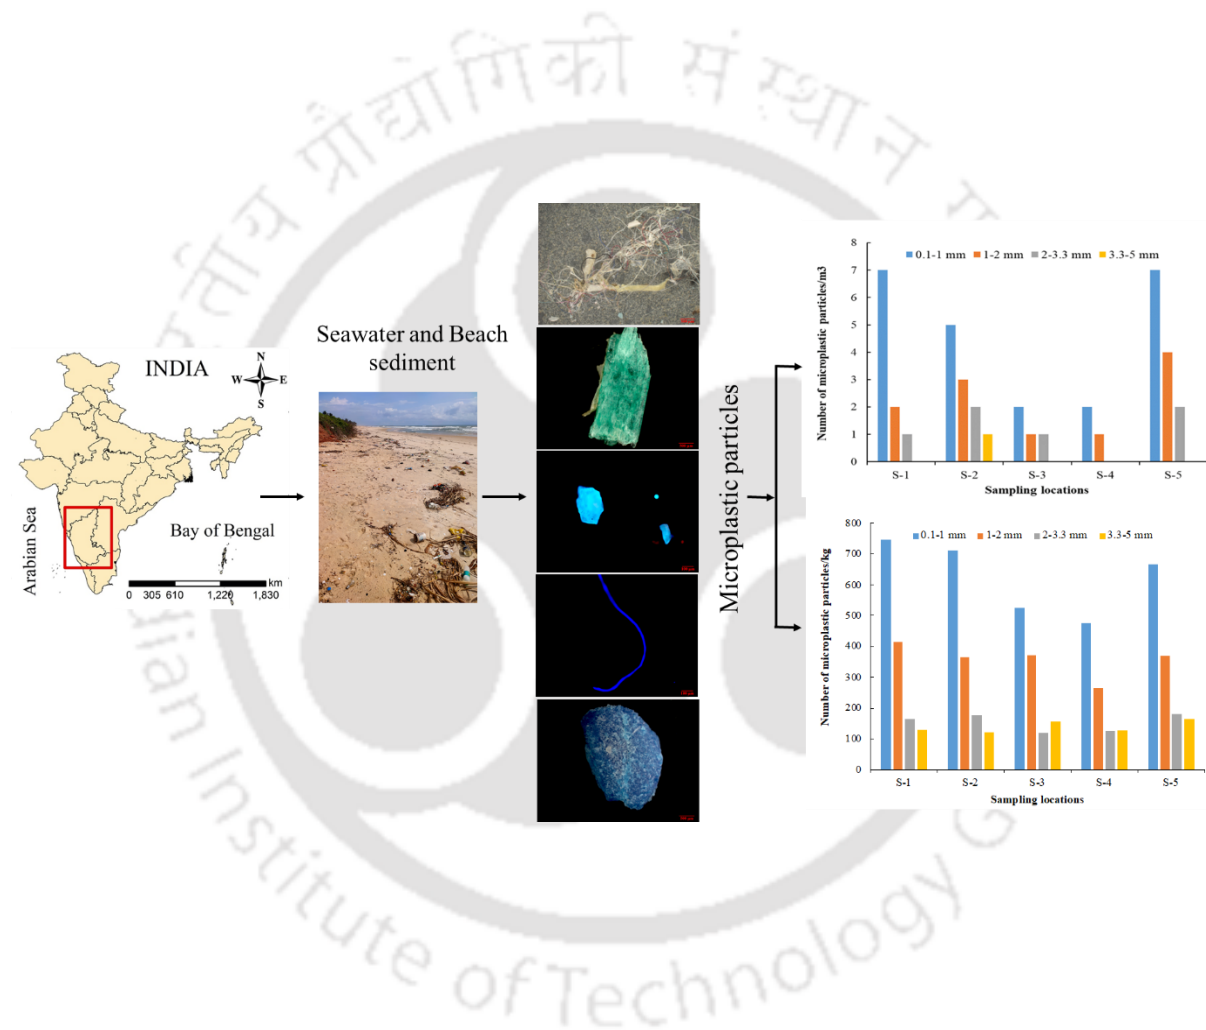 भारतीय प्रौद्योगिकी संस्थान
Indian Institute of Technology G
INDIA
N
W E
S
Arabian Sea
Bay of Bengal
km
0 305 610 1,220 1,830
Seawater and Beach
sediment
Microplastic particles
0.1-1 mm 1-2 mm 2-3.3 mm 3.3-5 mm
Number of microplastic particles/m3
8
7
6
5
4
3
2
1
0
S-1 S-2 S-3 S-4 S-5
Sampling locations
0.1-1 mm 1-2 mm 2-3.3 mm 3.3-5 mm
Number of microplastic particles/kg
800
700
600
500
400
300
200
100
0
S-1 S-2 S-3 S-4 S-5
Sampling locations